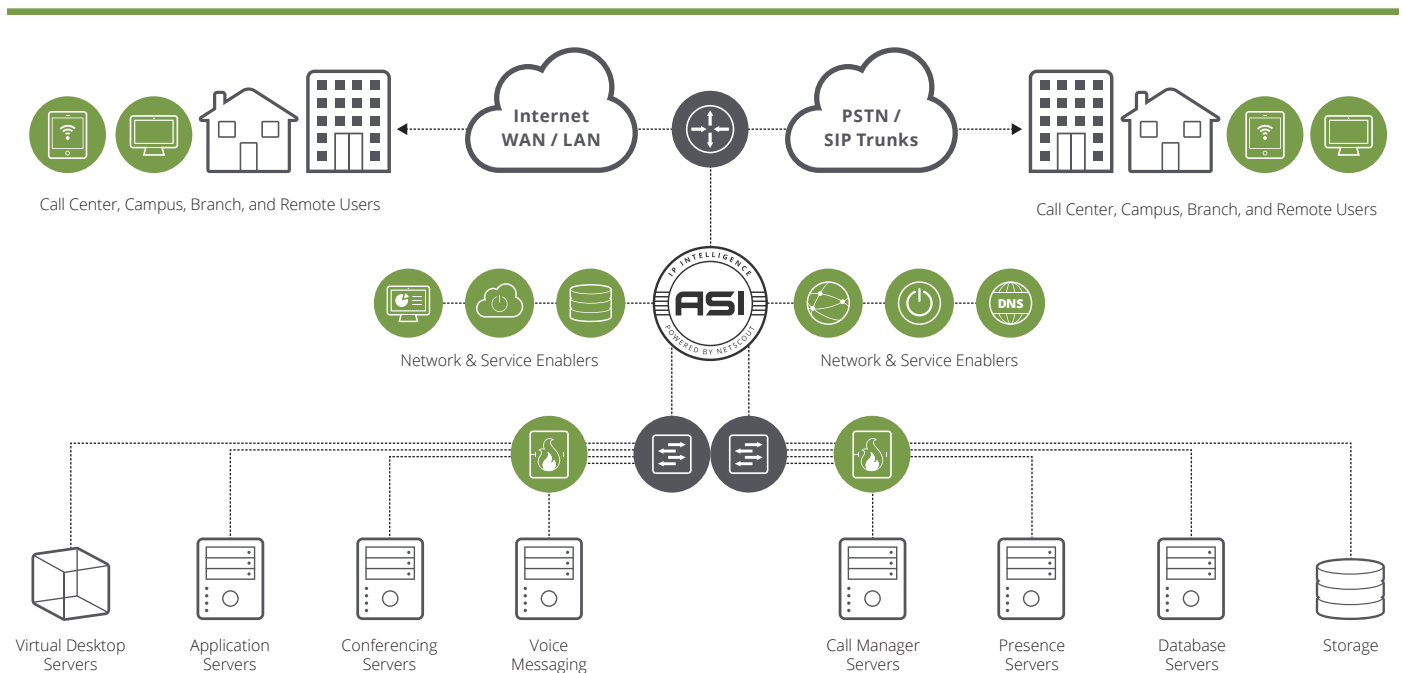 Internet
WAN / LAN
PSTN /
SIP Trunks
Call Center, Campus, Branch, and Remote Users
Call Center, Campus, Branch, and Remote Users
IP INTELLIGENCE
ASI
POWERED BY NETSCOUT
DNS
Network & Service Enablers
Network & Service Enablers
Virtual Desktop
Servers
Application
Servers
Conferencing
Servers
Voice
Messaging
Call Manager
Servers
Presence
Servers
Database
Servers
Storage